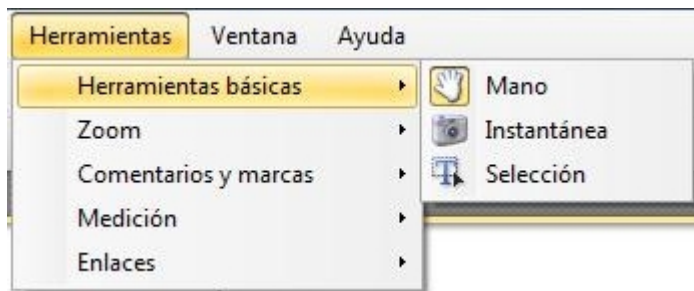 Herramientas Ventana Ayuda
Herramientas básicas
Zoom
Comentarios y marcas
Medición
Enlaces
Mano
Instantánea
Selección